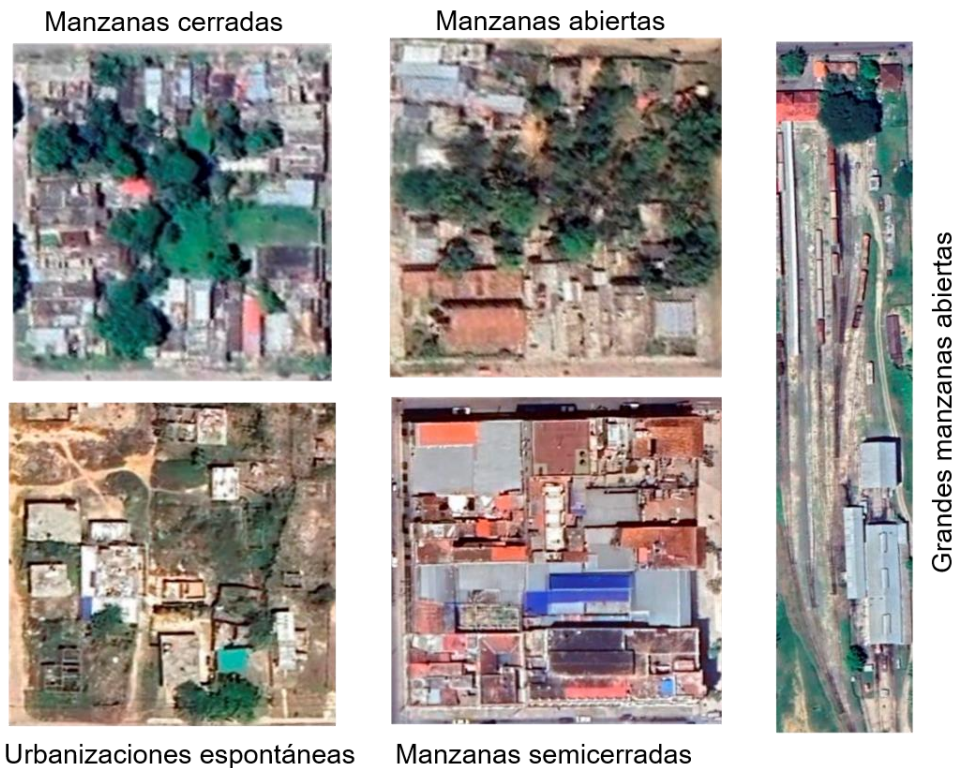 Manzanas cerradas
Manzanas abiertas
Grandes manzanas abiertas
Urbanizaciones espontáneas
Manzanas semicerradas